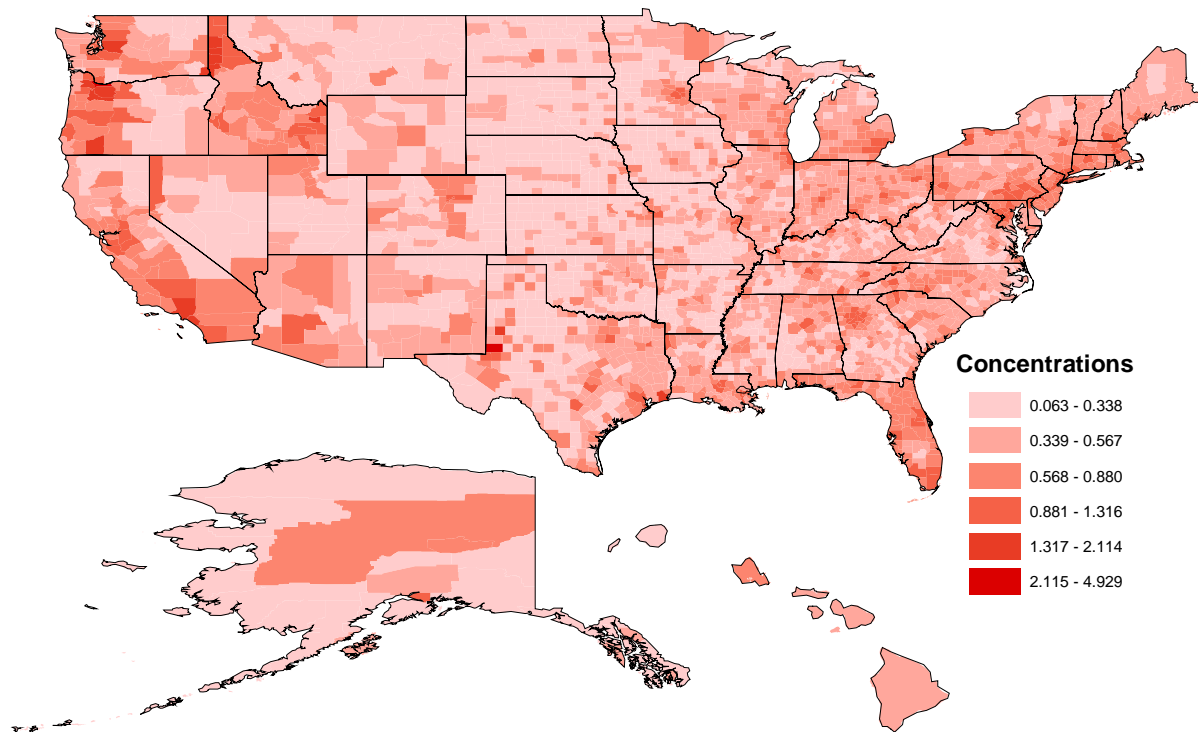 Concentrations
0.063 - 0.338
0.339 - 0.567
0.568 - 0.880
0.881 - 1.316
1.317 - 2.114
2.115 - 4.929